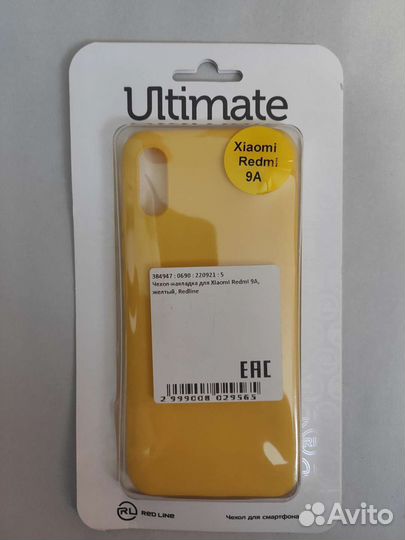 Ultimate
Xiaomi
Redmi
9A
384947 : 0690 : 220921 : 5
Чехол-накладка для Xiaomi Redmi 9A,
желтый, Redline
EAC
2 999008 029565
RL
RED LINE
Чехол для смартфона
Avito